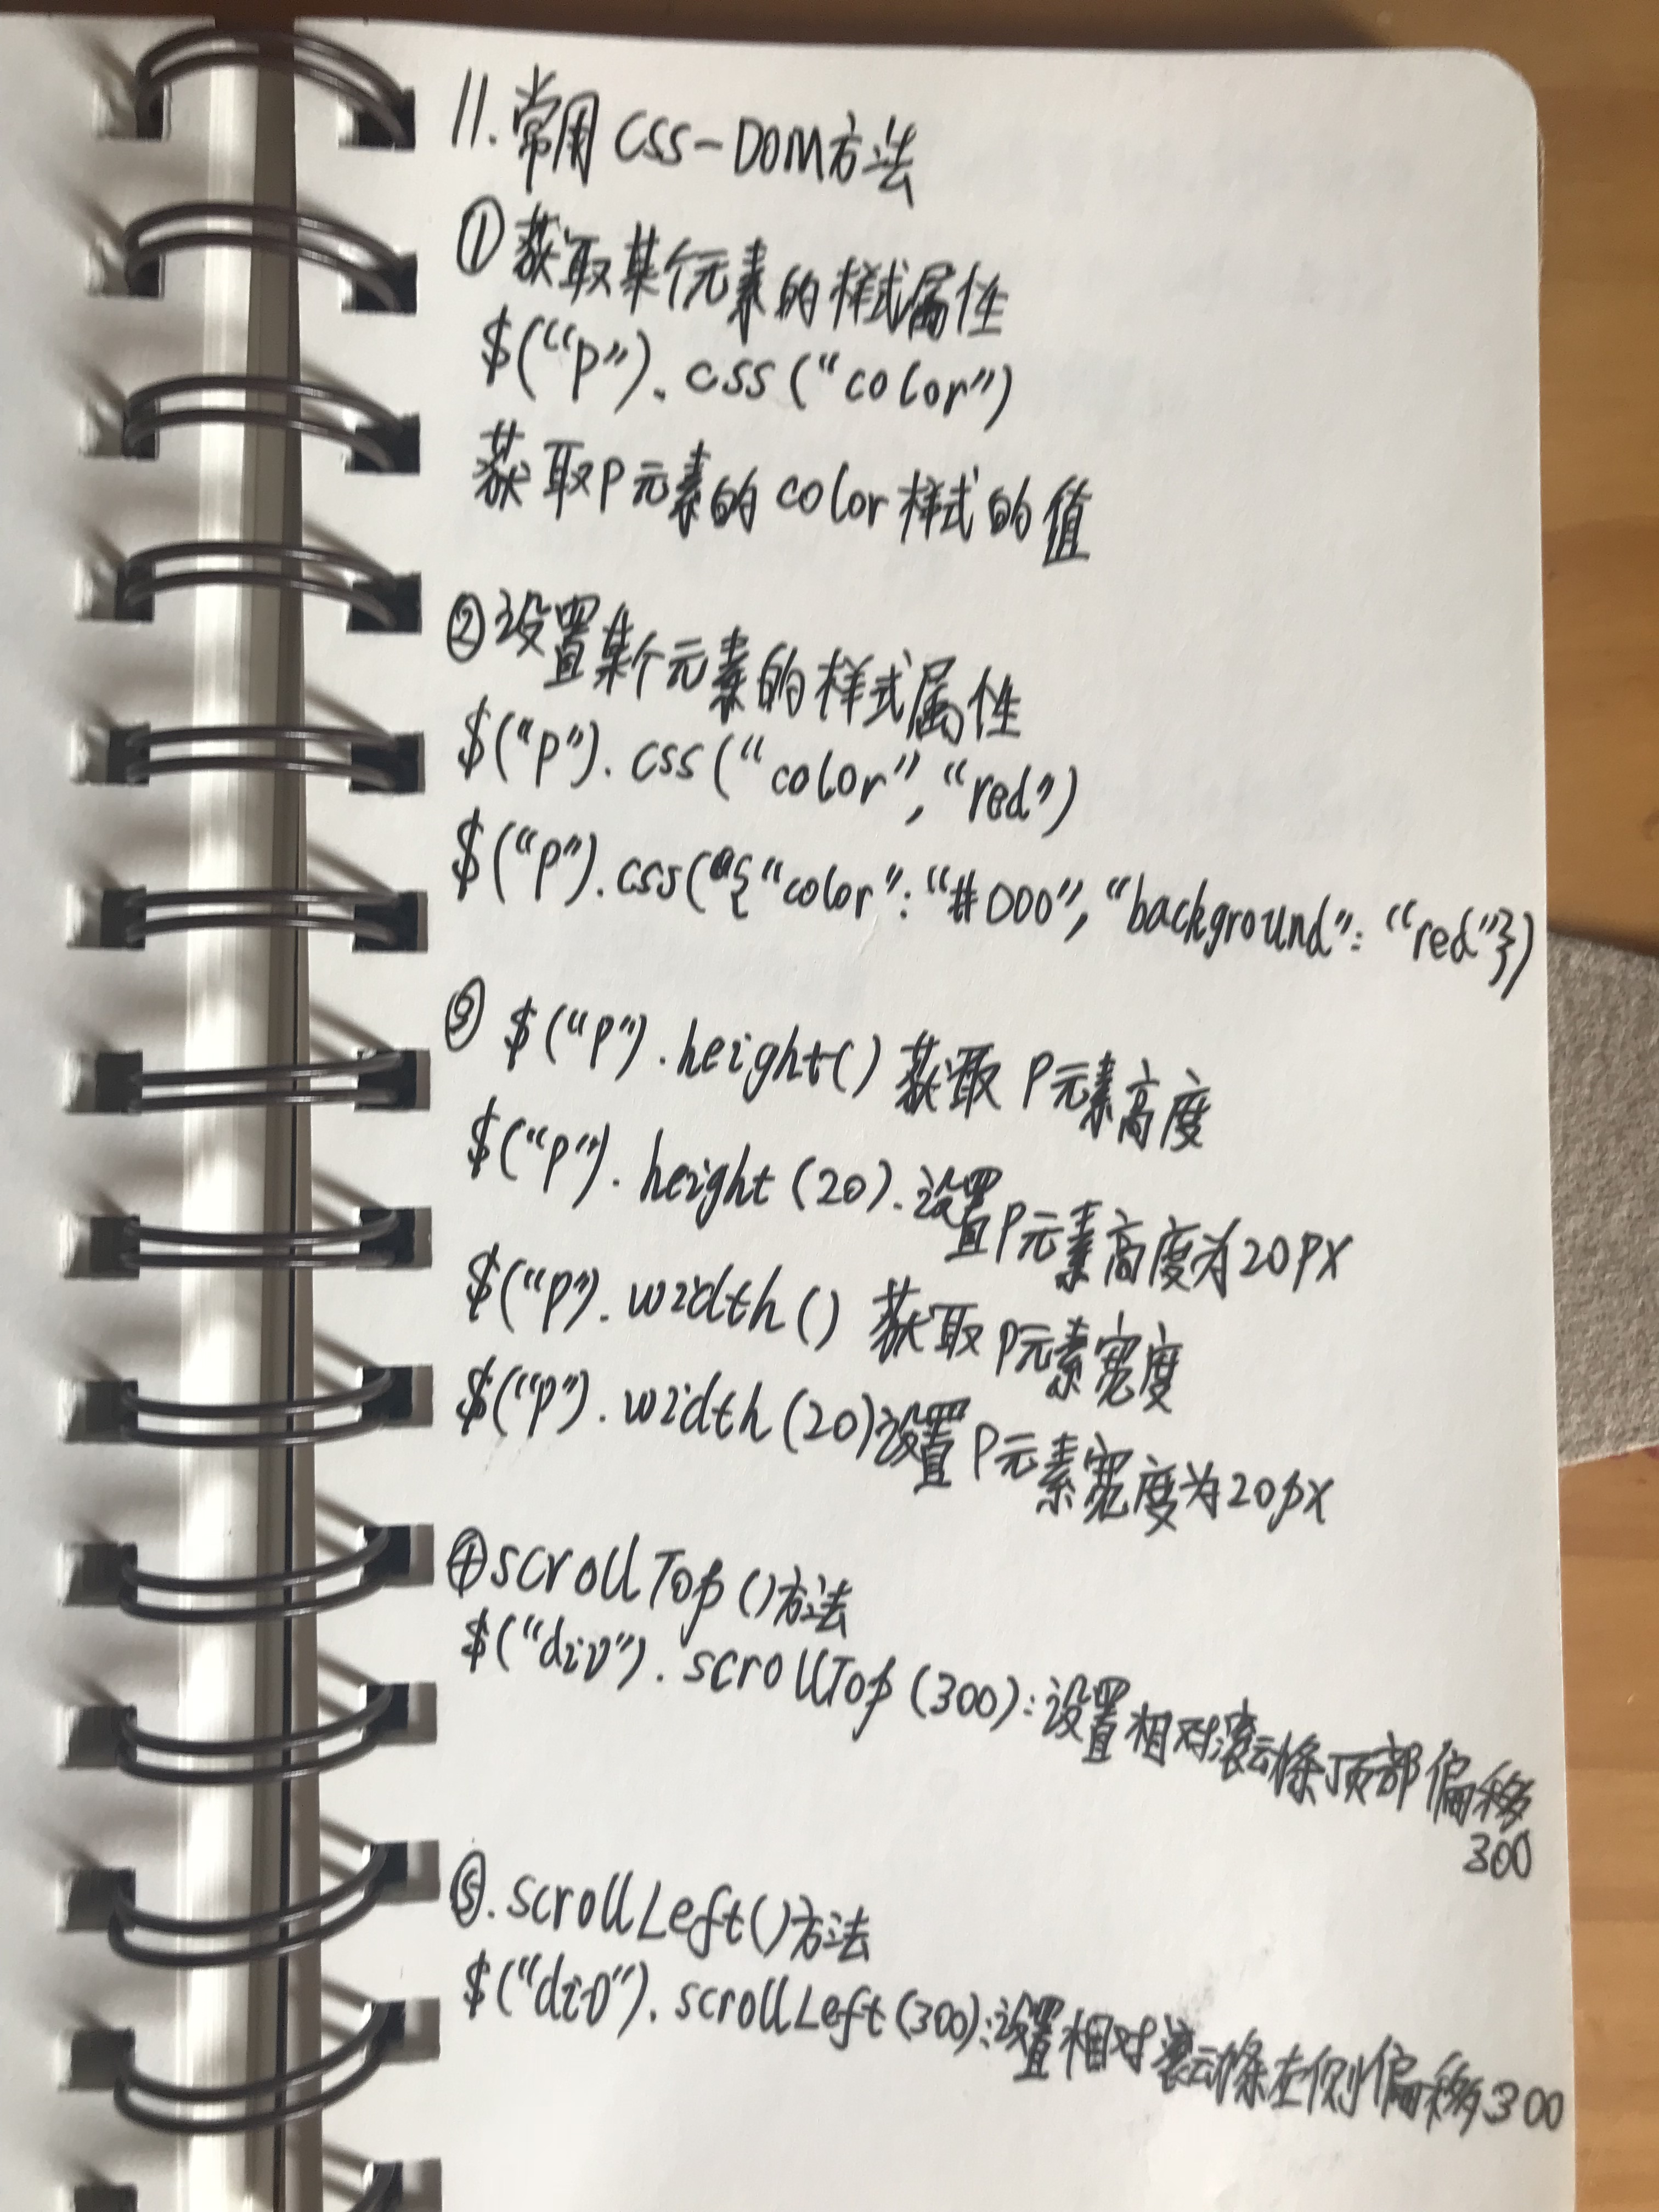 11.常用CSS-DOM方法
①获取某个元素的样式属性
$(“p”).css(“color”)
获取P元素的color样式的值
②设置某个元素的样式属性
$(“p”).css(“color”,“red”)
$(“p”).css({“color”:“#000”,“background”:“red”})
③ $(“p”).height() 获取 P元素高度
$(“p”).height(20).设置P元素高度为20px
$(“p”).width() 获取P元素宽度
$(“p”).width(20)设置P元素宽度为20px
④scrollTop()方法
$(“div”).scrollTop(300):设置相对滚动条顶部偏移
300
⑤.scrollLeft()方法
$(“div”).scrollLeft(300):设置相对滚动条左侧偏移300